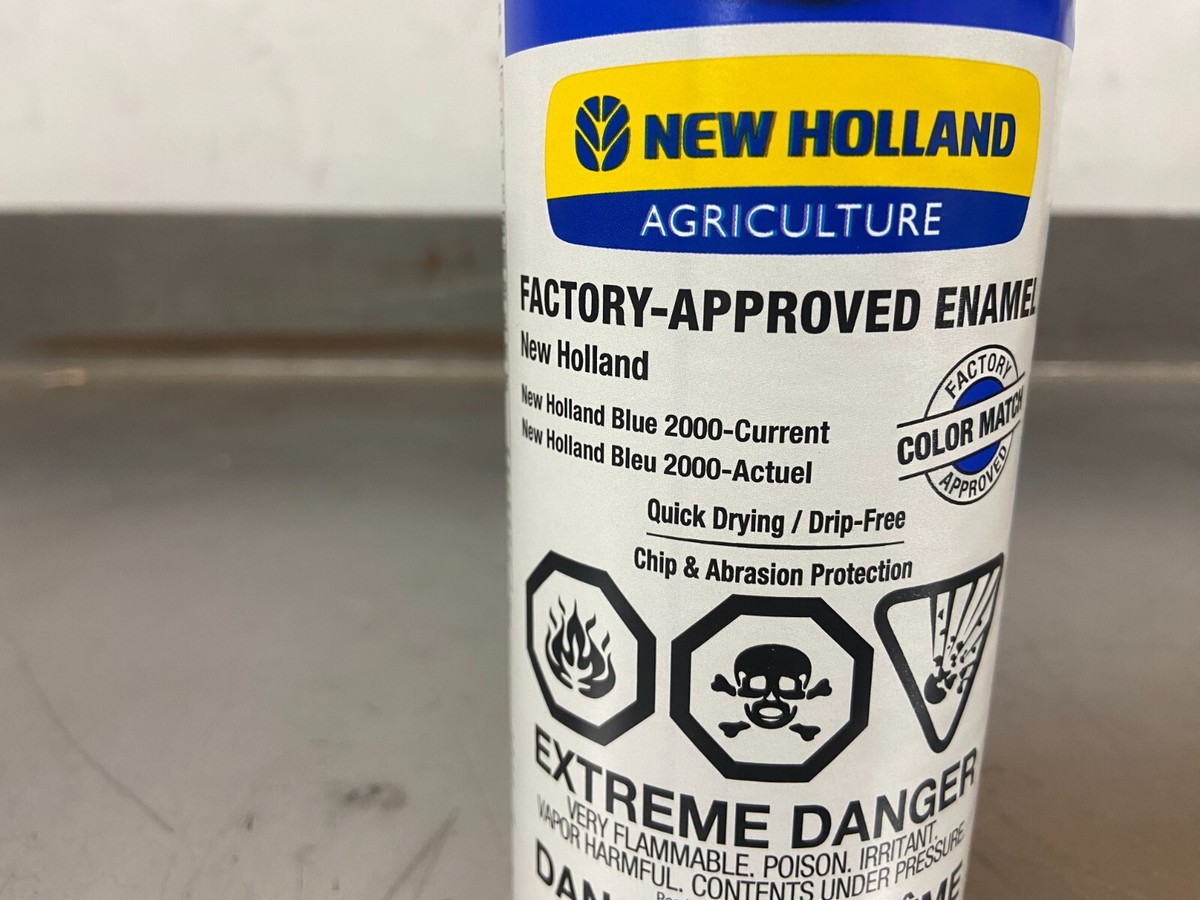 NEW HOLLAND
AGRICULTURE
FACTORY-APPROVED ENAMEL
New Holland
New Holland Blue 2000-Current
New Holland Bleu 2000-Actuel
FACTORY
COLOR MATCH
APPROVED
Quick Drying / Drip-Free
Chip & Abrasion Protection
EXTREME DANGER
VERY FLAMMABLE. POISON. IRRITANT.
VAPOR HARMFUL. CONTENTS UNDER PRESSURE